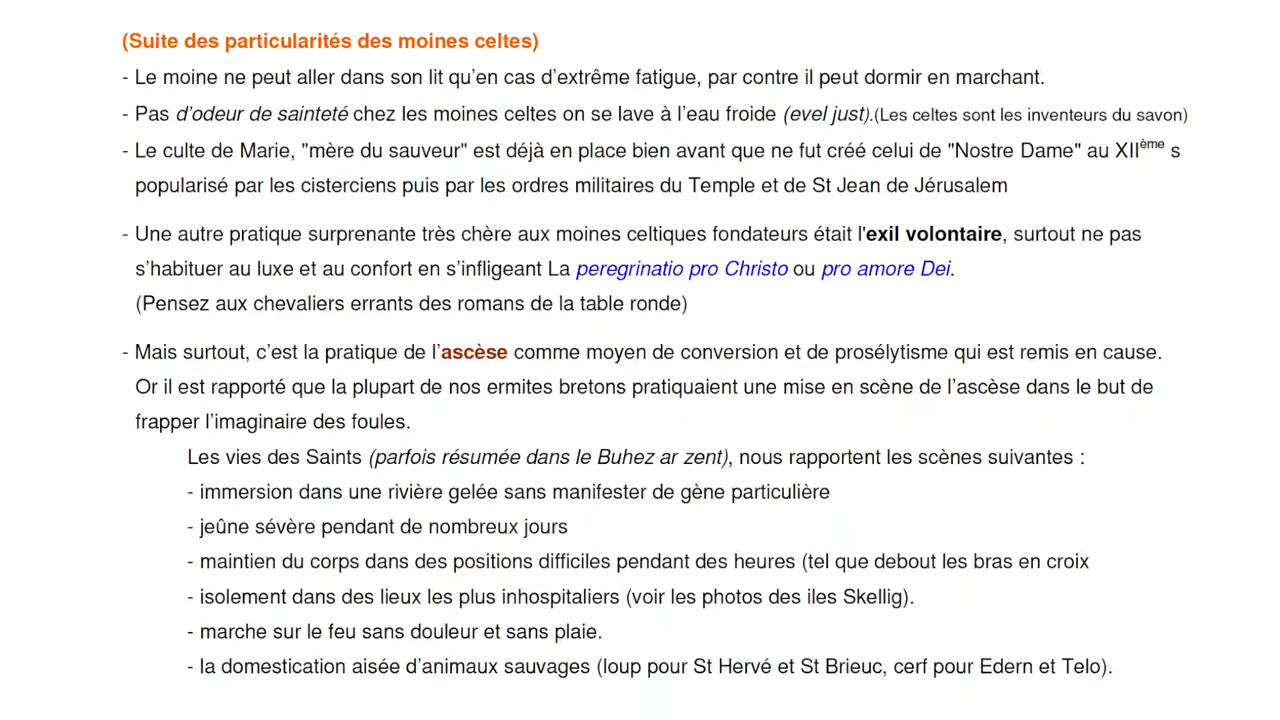 (Suite des particularités des moines celtes)
- Le moine ne peut aller dans son lit qu'en cas d'extrême fatigue, par contre il peut dormir en marchant.
- Pas d'odeur de sainteté chez les moines celtes on se lave à l'eau froide (evel just).(Les celtes sont les inventeurs du savon)
- Le culte de Marie, "mère du sauveur" est déjà en place bien avant que ne fut créé celui de "Nostre Dame" au XIIème s
popularisé par les cisterciens puis par les ordres militaires du Temple et de St Jean de Jérusalem
- Une autre pratique surprenante très chère aux moines celtiques fondateurs était l'exil volontaire, surtout ne pas
s'habituer au luxe et au confort en s'infligeant La peregrinatio pro Christo ou pro amore Dei.
(Pensez aux chevaliers errants des romans de la table ronde)
- Mais surtout, c'est la pratique de l'ascèse comme moyen de conversion et de prosélytisme qui est remis en cause.
Or il est rapporté que la plupart de nos ermites bretons pratiquaient une mise en scène de l'ascèse dans le but de
frapper l'imaginaire des foules.
Les vies des Saints (parfois résumée dans le Buhez ar zent), nous rapportent les scènes suivantes :
- immersion dans une rivière gelée sans manifester de gène particulière
- jeûne sévère pendant de nombreux jours
- maintien du corps dans des positions difficiles pendant des heures (tel que debout les bras en croix
- isolement dans des lieux les plus inhospitaliers (voir les photos des iles Skellig).
- marche sur le feu sans douleur et sans plaie.
- la domestication aisée d'animaux sauvages (loup pour St Hervé et St Brieuc, cerf pour Edern et Telo).